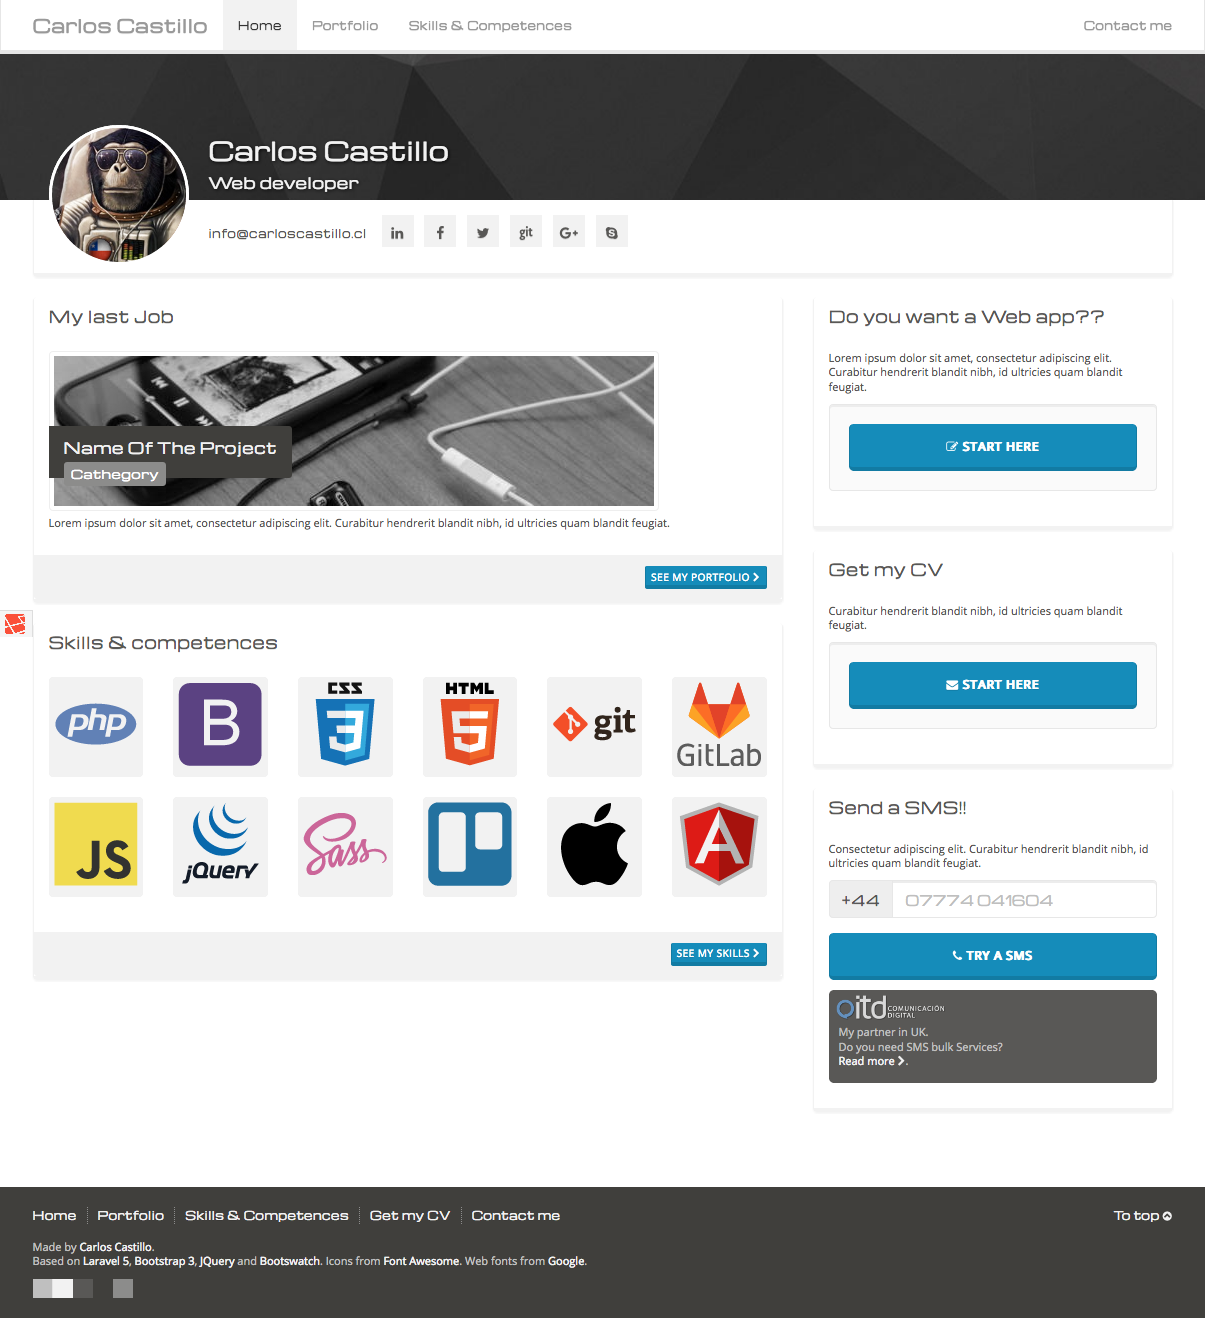 Carlos Castillo
Home
Portfolio
Skills & Competences
Contact me
Carlos Castillo
Web developer
info@carloscastillo.cl
in
f
git
G+
S
My last Job
Name Of The Project
Cathegory
Lorem ipsum dolor sit amet, consectetur adipiscing elit. Curabitur hendrerit blandit nibh, id ultricies quam blandit feugiat.
SEE MY PORTFOLIO
Skills & competences
php
B
CSS
3
HTML
5
git
GitLab
JS
jQuery
Sass
A
SEE MY SKILLS
Do you want a Web app??
Lorem ipsum dolor sit amet, consectetur adipiscing elit.
Curabitur hendrerit blandit nibh, id ultricies quam blandit
feugiat.
START HERE
Get my CV
Curabitur hendrerit blandit nibh, id ultricies quam blandit
feugiat.
START HERE
Send a SMS!!
Consectetur adipiscing elit. Curabitur hendrerit blandit nibh, id
ultricies quam blandit feugiat.
+44
07774 041604
TRY A SMS
itd COMUNICACIÓN
DIGITAL
My partner in UK.
Do you need SMS bulk Services?
Read more .
Home
Portfolio
Skills & Competences
Get my CV
Contact me
To top
Made by Carlos Castillo.
Based on Laravel 5, Bootstrap 3, JQuery and Bootswatch. Icons from Font Awesome. Web fonts from Google.